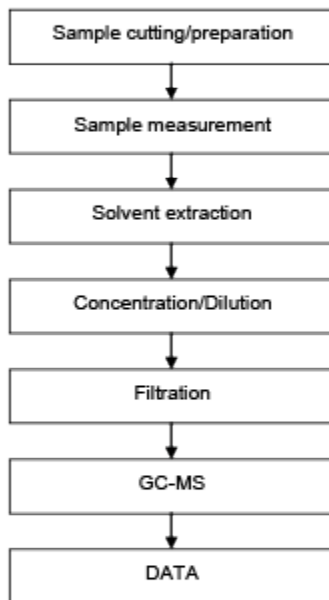 Sample cutting/preparation
Sample measurement
Solvent extraction
Concentration/Dilution
Filtration
GC-MS
DATA